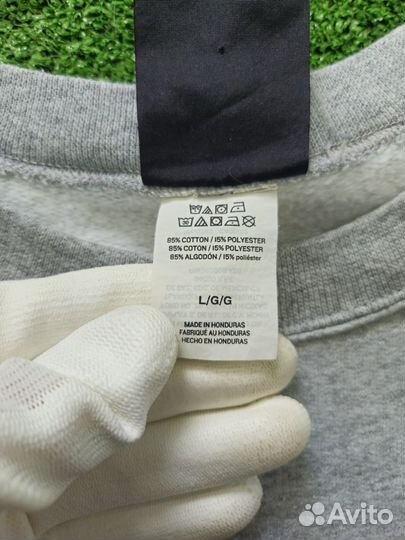 85% COTTON / 15% POLYESTER
85% COTON / 15% POLYESTER
85% ALGODÓN / 15% poliéster
L/G/G
MADE IN HONDURAS
FABRIQUÉ AU HONDURAS
HECHO EN HONDURAS
Avito